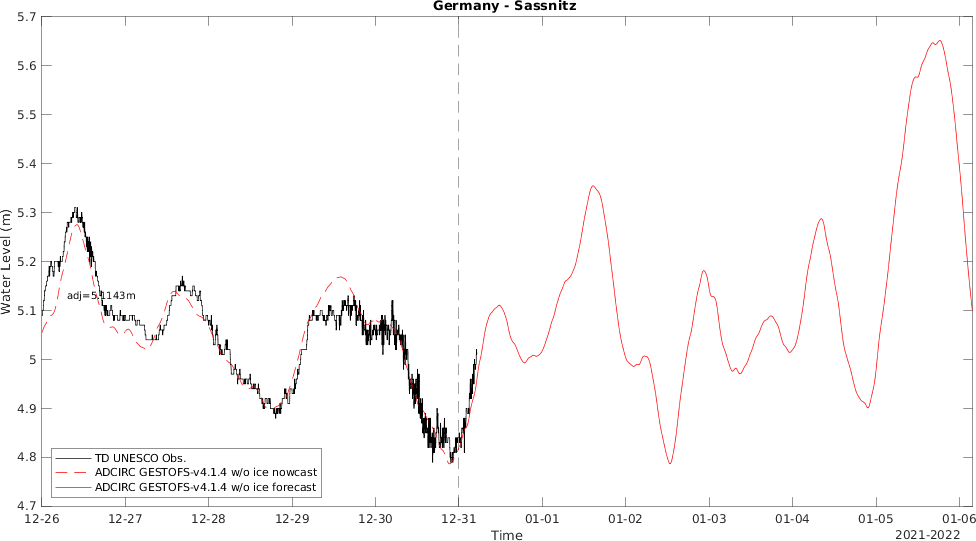 Germany - Sassnitz
5.7
5.6
5.5
5.4
5.3
5.2
5.1
5
4.9
4.8
4.7
Water Level (m)
adj=5.1143m
TD UNESCO Obs.
ADCIRC GESTOFS-v4.1.4 w/o ice nowcast
ADCIRC GESTOFS-v4.1.4 w/o ice forecast
12-26 12-27 12-28 12-29 12-30 12-31 01-01 01-02 01-03 01-04 01-05 01-06
Time
2021-2022